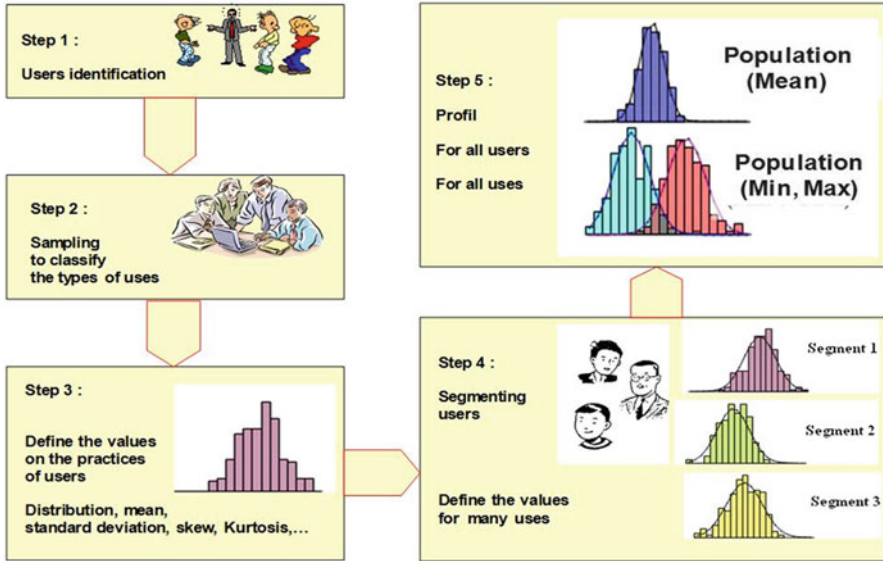 Step 1 :
Users identification
Step 2 :
Sampling
to classify
the types of uses
Step 3 :
Define the values
on the practices
of users
Distribution, mean,
standard deviation, skew, Kurtosis,...
Step 4 :
Segmenting
users
Define the values
for many uses
Segment 1
Segment 2
Segment 3
Step 5 :
Profil
For all users
For all uses
Population
(Mean)
Population
(Min, Max)